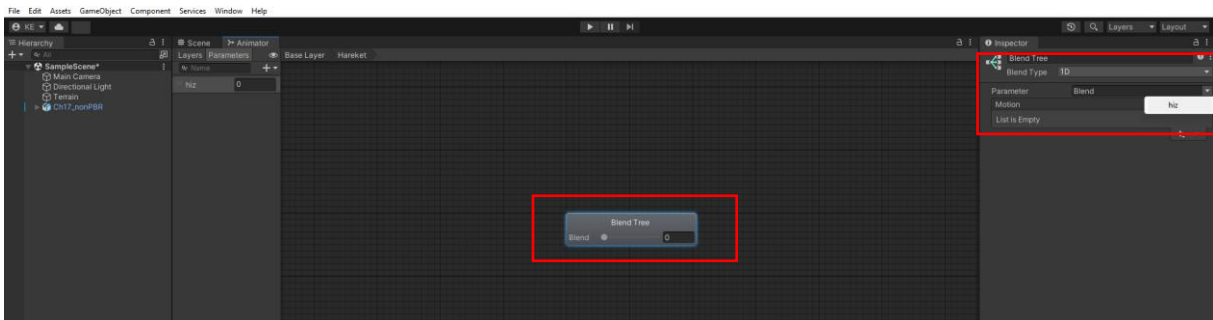 File Edit Assets GameObject Component Services Window Help
KE Layers Layout
Hierarchy Scene Animator Inspector
All Layers Parameters Base Layer Hareket
SampleScene*
Main Camera
Directional Light
Terrain
Ch17_nonPBR
Name
hiz 0
Blend Tree
Blend 0
Blend Tree
Blend Type 1D
Parameter Blend
Motion hiz
List is Empty